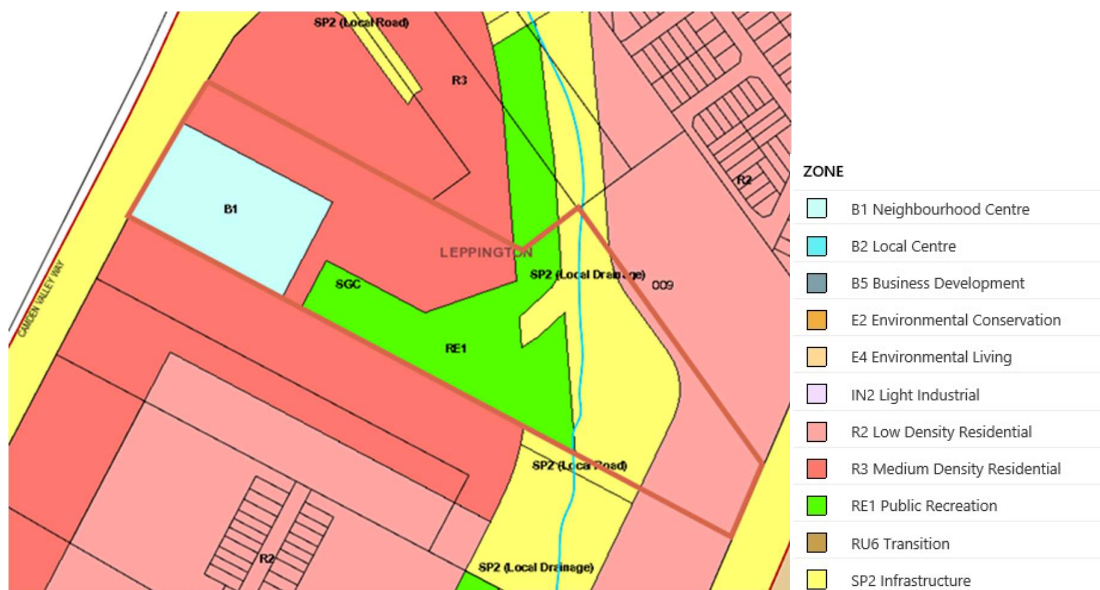 SP2 (Local Road)
R3
R2
B1
LEPPINGTON
SP2 (Local Drainage)
009
SGC
CAMDEN VALLEY WAY
RE1
SP2 (Local Road)
R2
SP2 (Local Drainage)
ZONE
B1 Neighbourhood Centre
B2 Local Centre
B5 Business Development
E2 Environmental Conservation
E4 Environmental Living
IN2 Light Industrial
R2 Low Density Residential
R3 Medium Density Residential
RE1 Public Recreation
RU6 Transition
SP2 Infrastructure